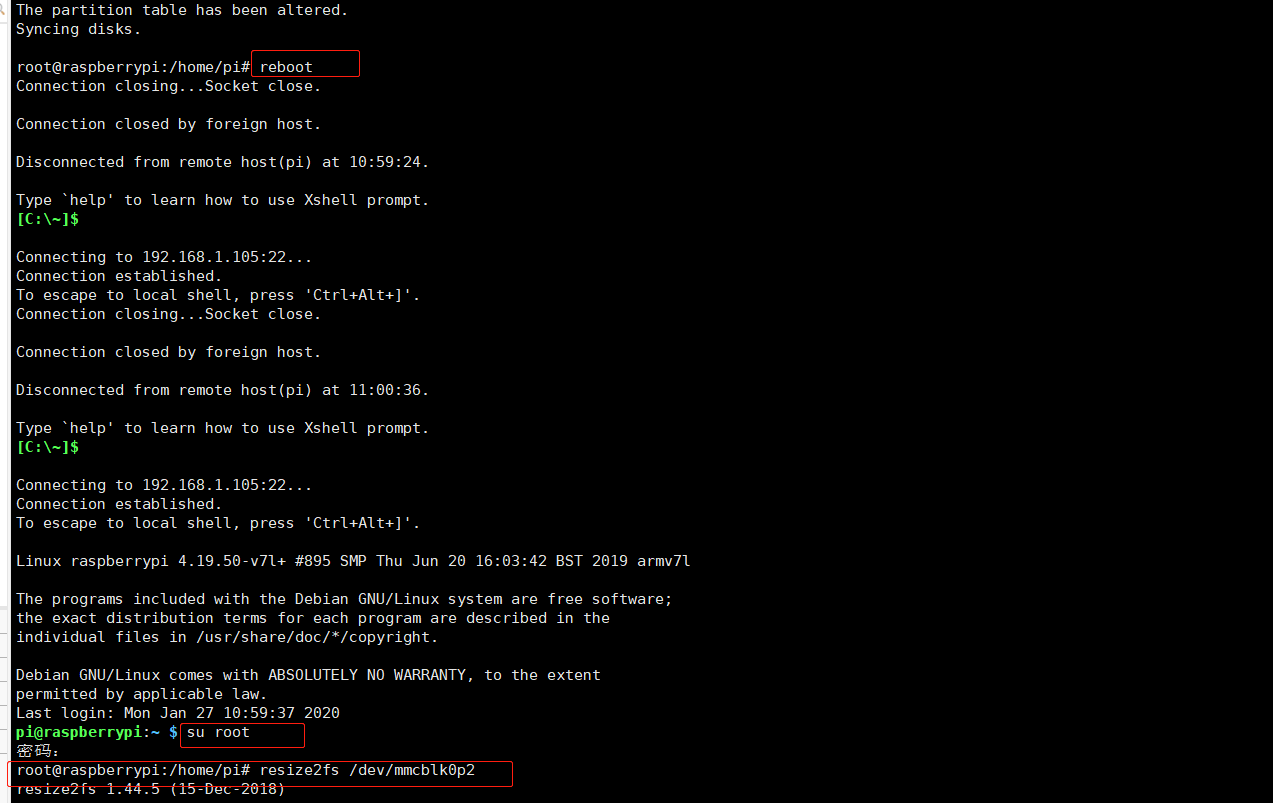 The partition table has been altered.
Syncing disks.
root@raspberrypi:/home/pi# reboot
Connection closing...Socket close.
Connection closed by foreign host.
Disconnected from remote host(pi) at 10:59:24.
Type `help' to learn how to use Xshell prompt.
[C:\~]$
Connecting to 192.168.1.105:22...
Connection established.
To escape to local shell, press 'Ctrl+Alt+]'.
Connection closing...Socket close.
Connection closed by foreign host.
Disconnected from remote host(pi) at 11:00:36.
Type `help' to learn how to use Xshell prompt.
[C:\~]$
Connecting to 192.168.1.105:22...
Connection established.
To escape to local shell, press 'Ctrl+Alt+]'.
Linux raspberrypi 4.19.50-v7l+ #895 SMP Thu Jun 20 16:03:42 BST 2019 armv7l
The programs included with the Debian GNU/Linux system are free software;
the exact distribution terms for each program are described in the
individual files in /usr/share/doc/*/copyright.
Debian GNU/Linux comes with ABSOLUTELY NO WARRANTY, to the extent
permitted by applicable law.
Last login: Mon Jan 27 10:59:37 2020
pi@raspberrypi:~ $ su root
密码：
root@raspberrypi:/home/pi# resize2fs /dev/mmcblk0p2
resize2fs 1.44.5 (15-Dec-2018)